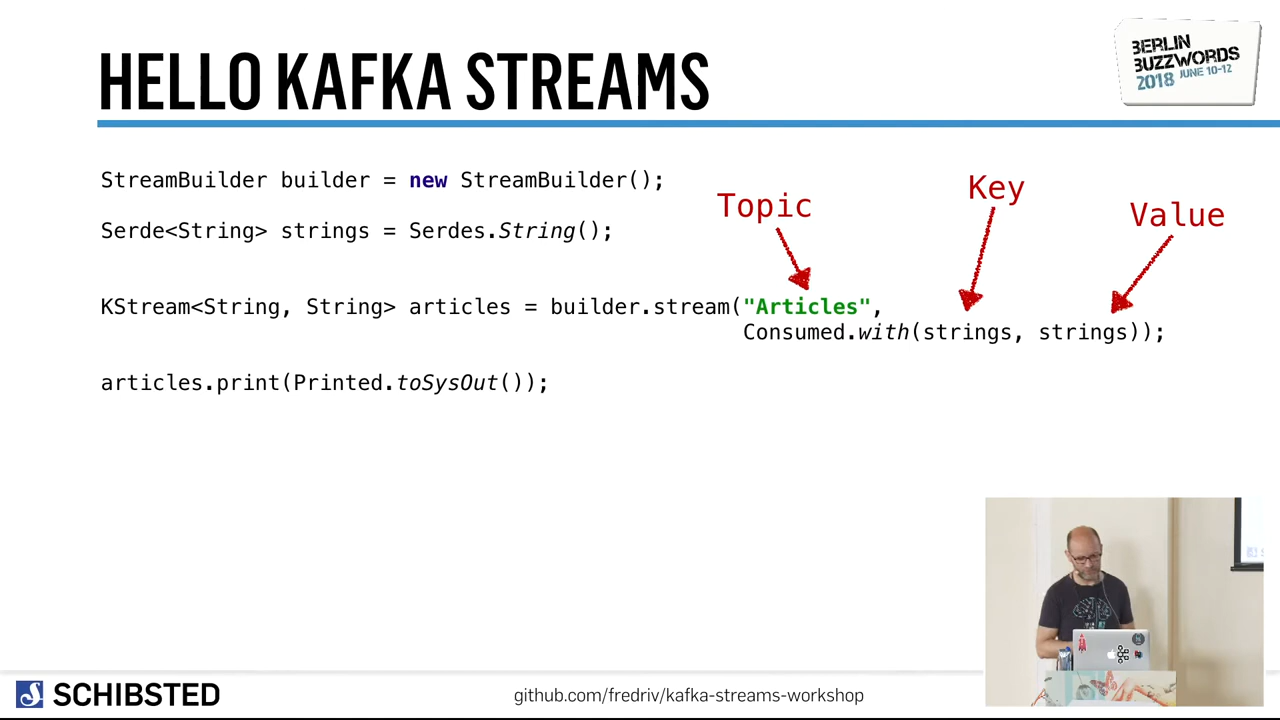 HELLO KAFKA STREAMS
BERLIN
BUZZWORDS
2018 JUNE 10-12
StreamBuilder builder = new StreamBuilder();
Topic
Key
Value
Serde<String> strings = Serdes.String();
KStream<String, String> articles = builder.stream("Articles",
Consumed.with(strings, strings));
articles.print(Printed.toSysOut());
SCHIBSTED
github.com/fredriv/kafka-streams-workshop